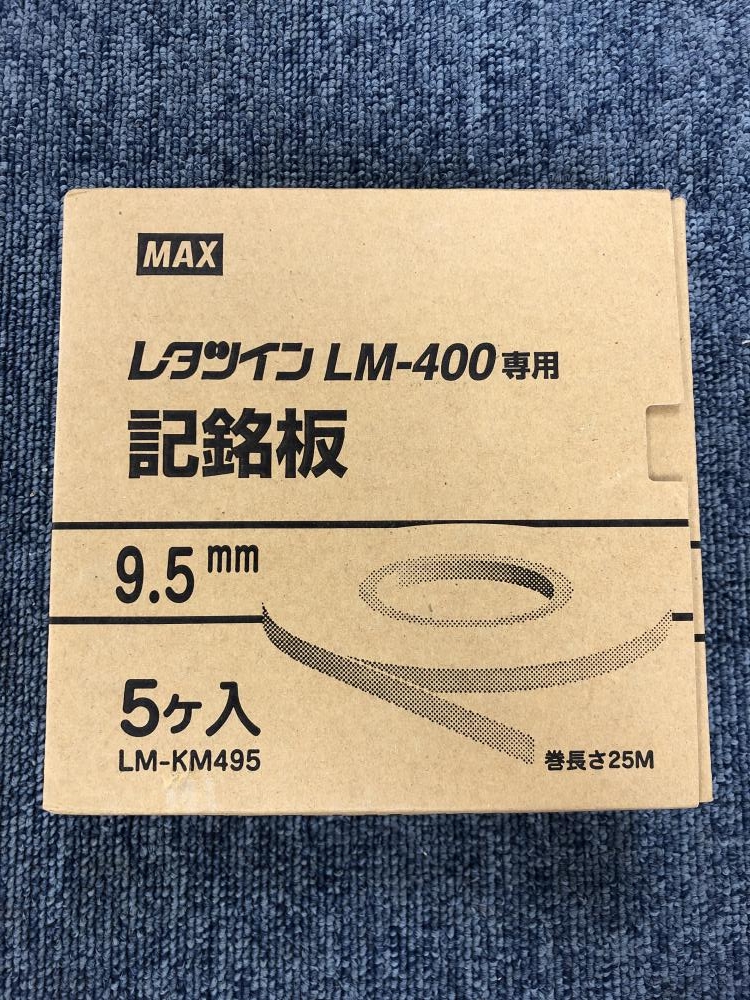 MAX
レタツイン LM-400専用
記銘板
9.5mm
5ヶ入
LM-KM495
巻長さ25M